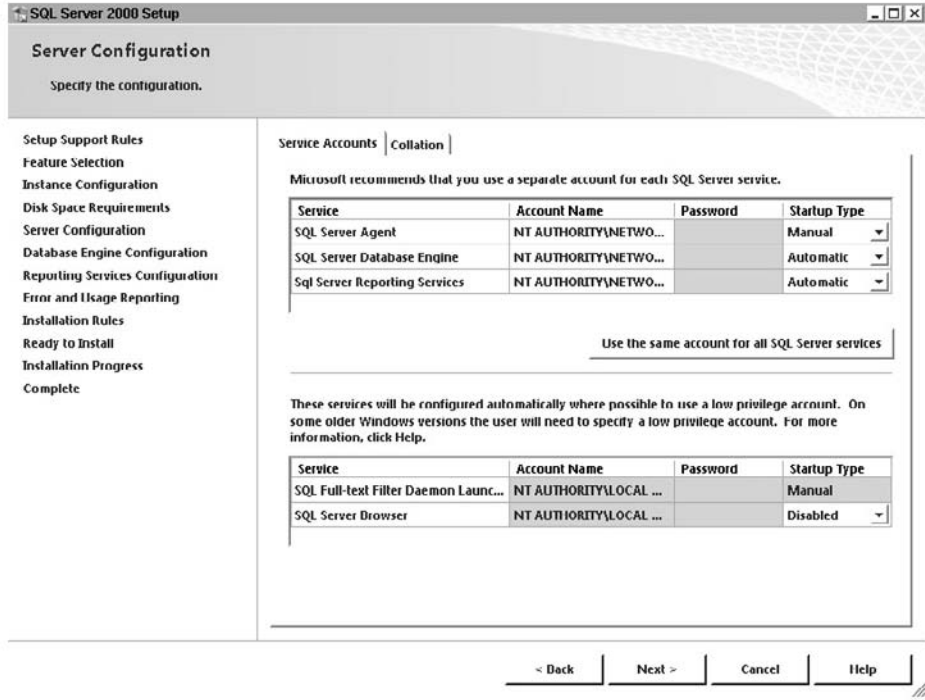 SQL Server 2000 Setup
Server Configuration
Specify the configuration.
Setup Support Rules
Feature Selection
Instance Configuration
Disk Space Requirements
Server Configuration
Database Engine Configuration
Reporting Services Configuration
Error and Usage Reporting
Installation Rules
Ready to Install
Installation Progress
Complete
Service Accounts Collation
Microsoft recommends that you use a separate account for each SQL Server service.
Service Account Name Password Startup Type
SQL Server Agent NT AUTHORITY\NETWO... Manual
SQL Server Database Engine NT AUTHORITY\NETWO... Automatic
Sql Server Reporting Services NT AUTHORITY\NETWO... Automatic
Use the same account for all SQL Server services
These services will be configured automatically where possible to use a low privilege account. On
some older Windows versions the user will need to specify a low privilege account. For more
information, click Help.
Service Account Name Password Startup Type
SQL Full-text Filter Daemon Launc... NT AUTHORITY\LOCAL ... Manual
SQL Server Browser NT AUTHORITY\LOCAL ... Disabled
< Back Next > Cancel Help